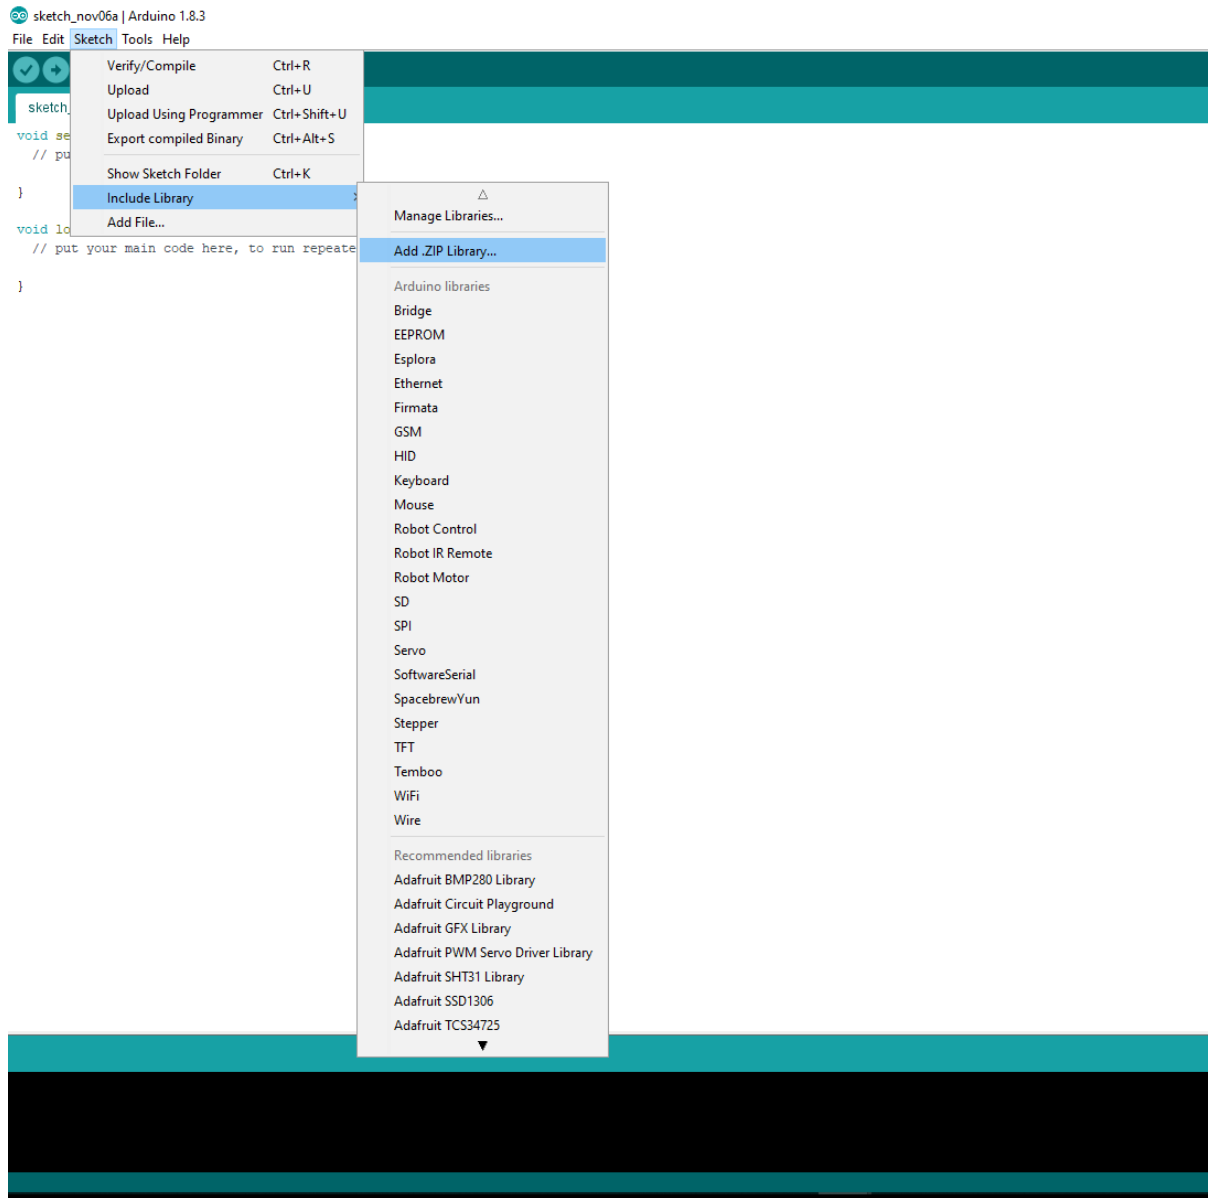 sketch_nov06a | Arduino 1.8.3
File Edit Sketch Tools Help
Verify/Compile Ctrl+R
Upload Ctrl+U
Upload Using Programmer Ctrl+Shift+U
Export compiled Binary Ctrl+Alt+S
Show Sketch Folder Ctrl+K
Include Library
Add File...
sketch_
void se
// pu
}
void lo
// put your main code here, to run repeate
}
Manage Libraries...
Add .ZIP Library...
Arduino libraries
Bridge
EEPROM
Esplora
Ethernet
Firmata
GSM
HID
Keyboard
Mouse
Robot Control
Robot IR Remote
Robot Motor
SD
SPI
Servo
SoftwareSerial
SpacebrewYun
Stepper
TFT
Temboo
WiFi
Wire
Recommended libraries
Adafruit BMP280 Library
Adafruit Circuit Playground
Adafruit GFX Library
Adafruit PWM Servo Driver Library
Adafruit SHT31 Library
Adafruit SSD1306
Adafruit TCS34725